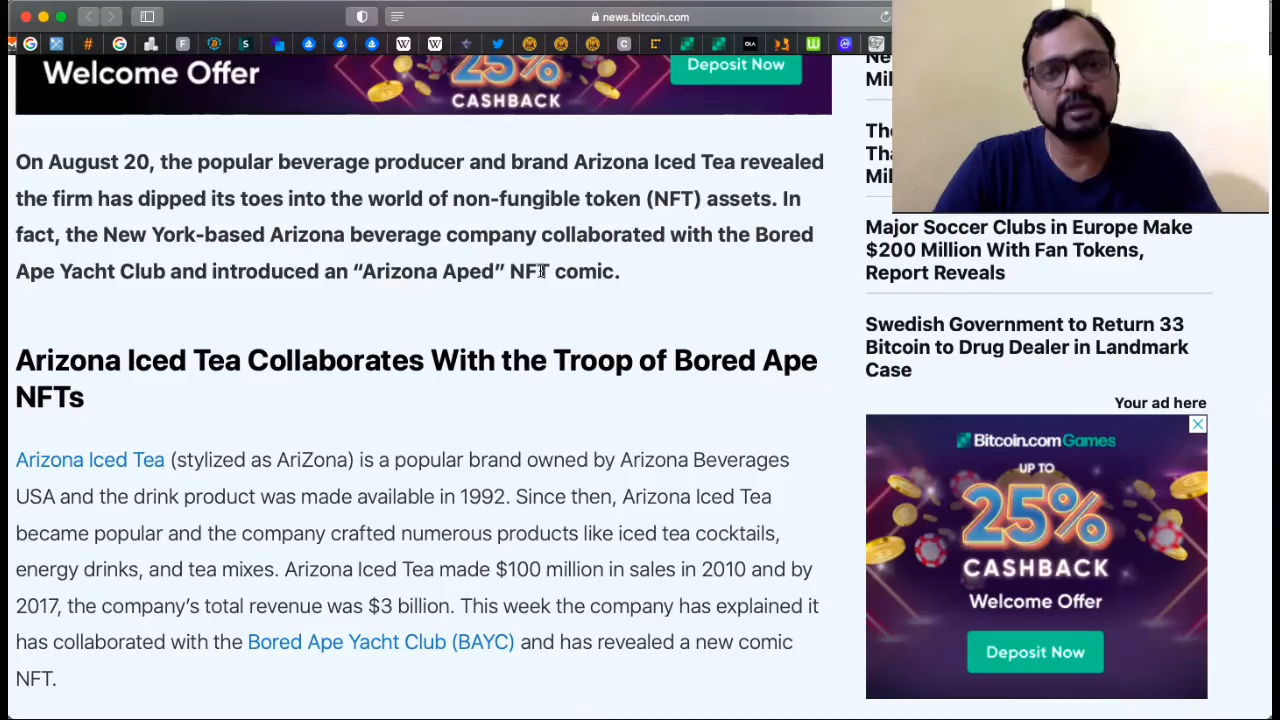 news.bitcoin.com
Welcome Offer
25%
CASHBACK
Deposit Now
On August 20, the popular beverage producer and brand Arizona Iced Tea revealed
the firm has dipped its toes into the world of non-fungible token (NFT) assets. In
fact, the New York-based Arizona beverage company collaborated with the Bored
Ape Yacht Club and introduced an “Arizona Aped” NFT comic.
Arizona Iced Tea Collaborates With the Troop of Bored Ape
NFTs
Arizona Iced Tea (stylized as AriZona) is a popular brand owned by Arizona Beverages
USA and the drink product was made available in 1992. Since then, Arizona Iced Tea
became popular and the company crafted numerous products like iced tea cocktails,
energy drinks, and tea mixes. Arizona Iced Tea made $100 million in sales in 2010 and by
2017, the company’s total revenue was $3 billion. This week the company has explained it
has collaborated with the Bored Ape Yacht Club (BAYC) and has revealed a new comic
NFT.
Major Soccer Clubs in Europe Make
$200 Million With Fan Tokens,
Report Reveals
Swedish Government to Return 33
Bitcoin to Drug Dealer in Landmark
Case
Your ad here
Bitcoin.com Games
UP TO
25%
CASHBACK
Welcome Offer
Deposit Now